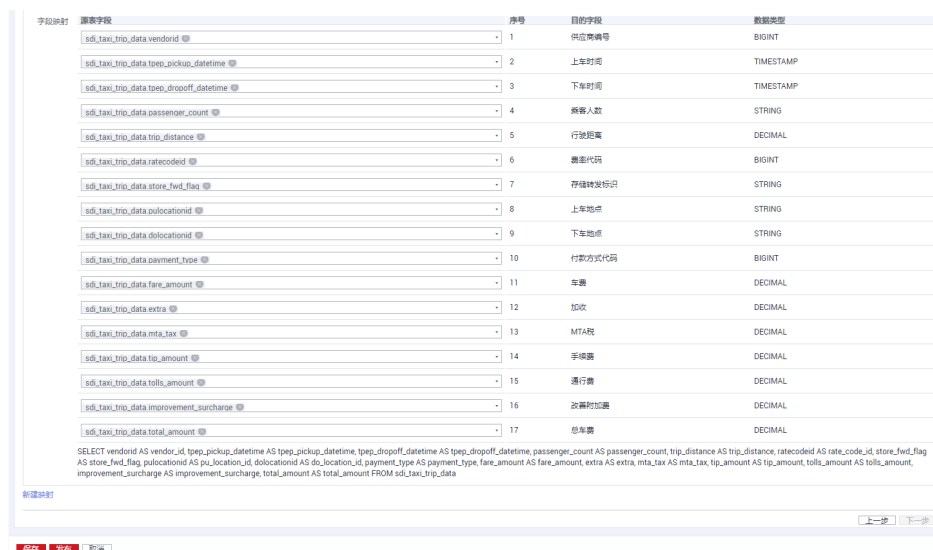 字段映射 源表字段 序号 目的字段 数据类型
sdi_taxi_trip_data.vendorid 1 供应商编号 BIGINT
sdi_taxi_trip_data.tpep_pickup_datetime 2 上车时间 TIMESTAMP
sdi_taxi_trip_data.tpep_dropoff_datetime 3 下车时间 TIMESTAMP
sdi_taxi_trip_data.passenger_count 4 乘客人数 STRING
sdi_taxi_trip_data.trip_distance 5 行驶距离 DECIMAL
sdi_taxi_trip_data.ratecodeid 6 费率代码 BIGINT
sdi_taxi_trip_data.store_fwd_flag 7 存储转发标识 STRING
sdi_taxi_trip_data.pulocationid 8 上车地点 STRING
sdi_taxi_trip_data.dolocationid 9 下车地点 STRING
sdi_taxi_trip_data.payment_type 10 付款方式代码 BIGINT
sdi_taxi_trip_data.fare_amount 11 车费 DECIMAL
sdi_taxi_trip_data.extra 12 加收 DECIMAL
sdi_taxi_trip_data.mta_tax 13 MTA税 DECIMAL
sdi_taxi_trip_data.tip_amount 14 手续费 DECIMAL
sdi_taxi_trip_data.tolls_amount 15 通行费 DECIMAL
sdi_taxi_trip_data.improvement_surcharge 16 改善附加费 DECIMAL
sdi_taxi_trip_data.total_amount 17 总车费 DECIMAL
SELECT vendorid AS vendor_id, tpep_pickup_datetime AS tpep_pickup_datetime, tpep_dropoff_datetime AS tpep_dropoff_datetime, passenger_count AS passenger_count, trip_distance AS trip_distance, ratecodeid AS rate_code_id, store_fwd_flag
AS store_fwd_flag, pulocationid AS pu_location_id, dolocationid AS do_location_id, payment_type AS payment_type, fare_amount AS fare_amount, extra AS extra, mta_tax AS mta_tax, tip_amount AS tip_amount, tolls_amount AS tolls_amount,
improvement_surcharge AS improvement_surcharge, total_amount AS total_amount FROM sdi_taxi_trip_data
新建映射
上一步 下一步
保存 发布 取消